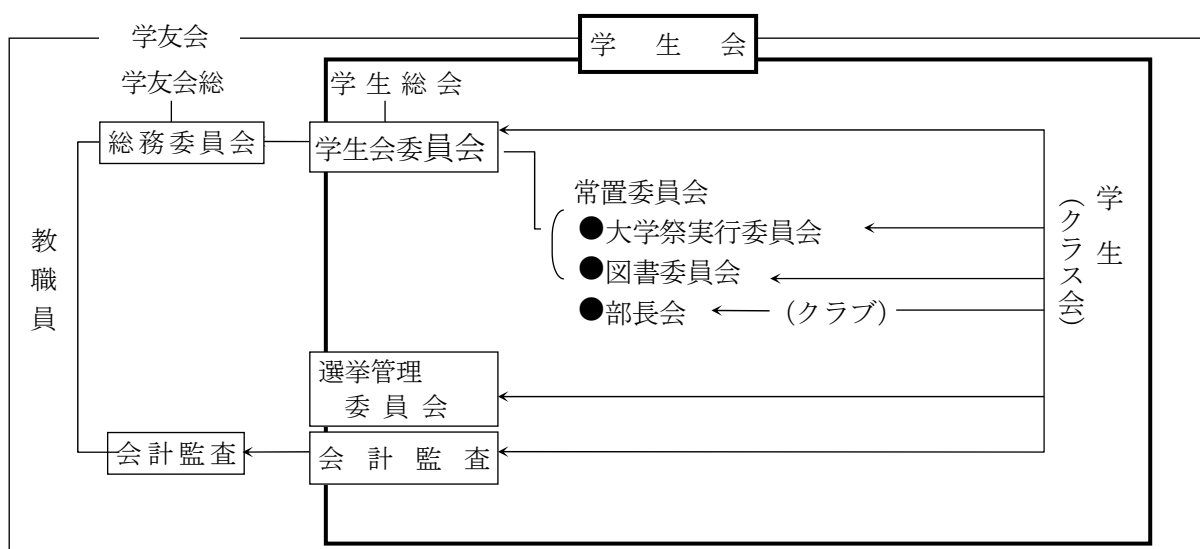 学友会
学生会
学友会総
学生総会
総務委員会
学生会委員会
常置委員会
●大学祭実行委員会
●図書委員会
●部長会
(クラブ)
学生
(クラス会)
教職員
選挙管理
委員会
会計監査
会計監査